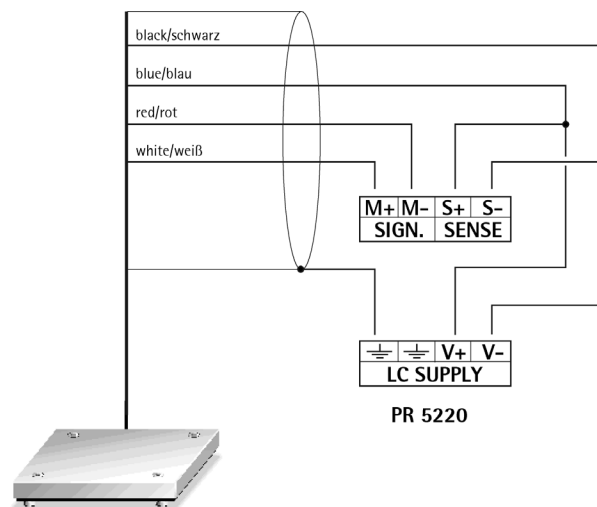 black/schwarz
blue/blau
red/rot
white/weiß
M+ M- S+ S-
SIGN. SENSE
V+ V-
LC SUPPLY
PR 5220